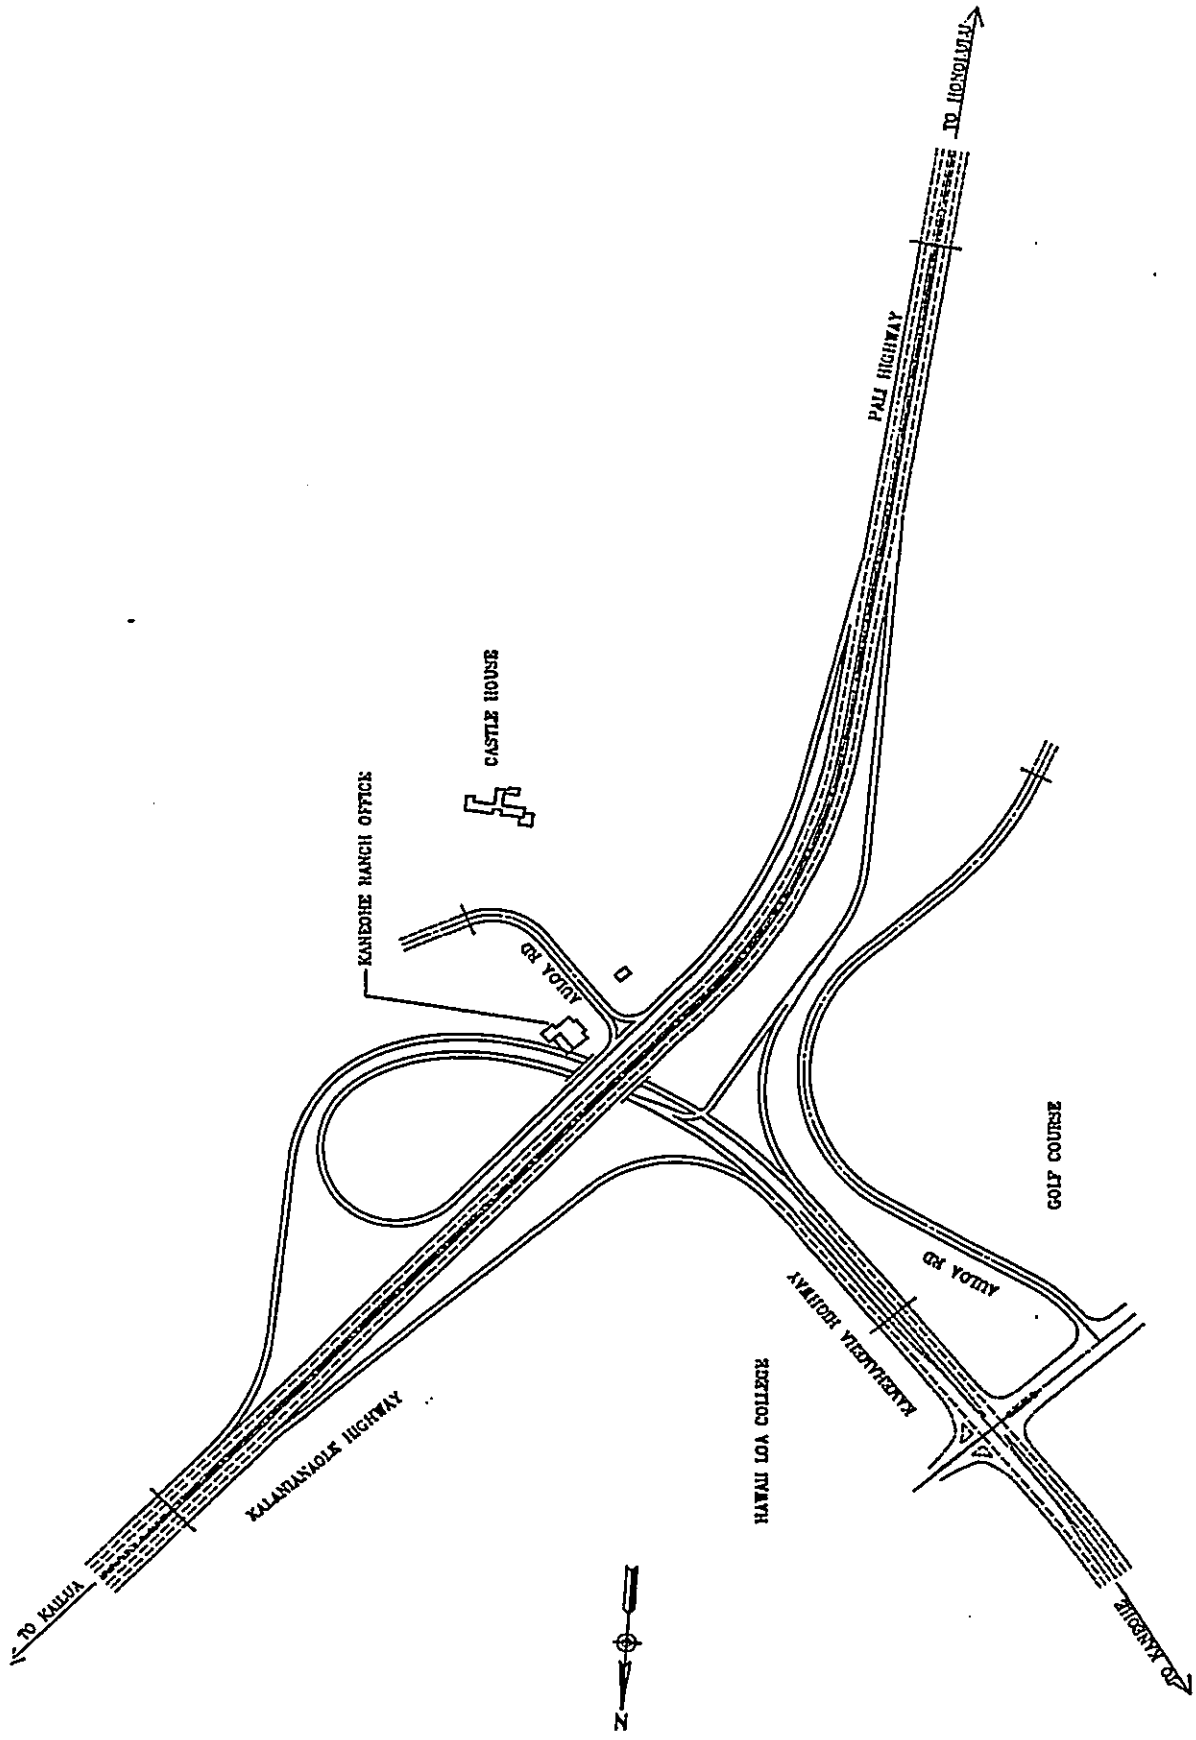 TO HONOLULU
PALI HIGHWAY
CASTLE HOUSE
KANEOHE RANCH OFFICE
AULOA RD
GOLF COURSE
AULOA RD
KAMEHAMEHA HIGHWAY
HAWAII LOA COLLEGE
KALANIANAOLE HIGHWAY
TO KAILUA
TO KANEOHE
N